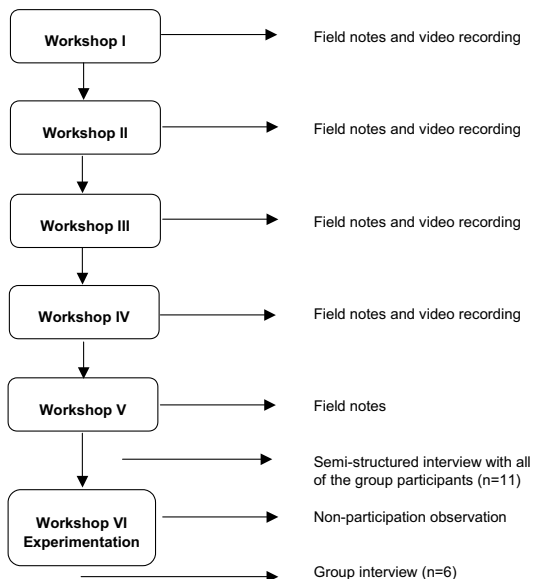 Workshop I
Field notes and video recording
Workshop II
Field notes and video recording
Workshop III
Field notes and video recording
Workshop IV
Field notes and video recording
Workshop V
Field notes
Semi-structured interview with all
of the group participants (n=11)
Workshop VI
Experimentation
Non-participation observation
Group interview (n=6)